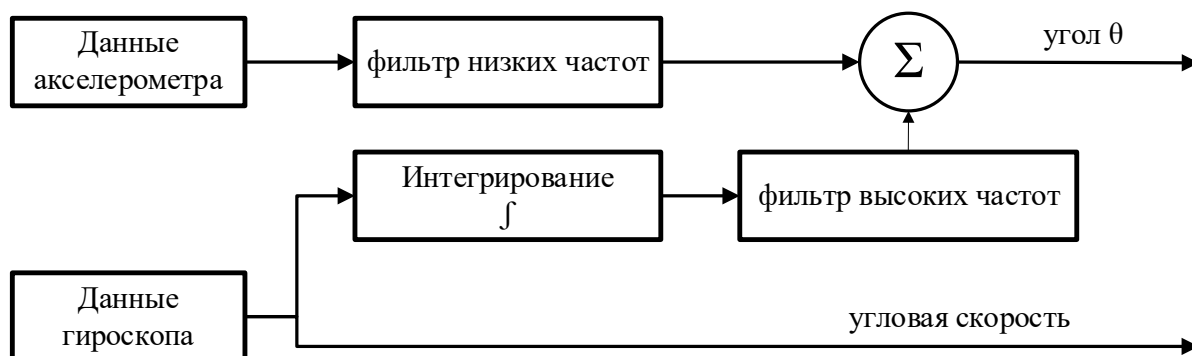 Данные
акселерометра
фильтр низких частот
Σ
угол θ
Интегрирование
∫
фильтр высоких частот
Данные
гироскопа
угловая скорость